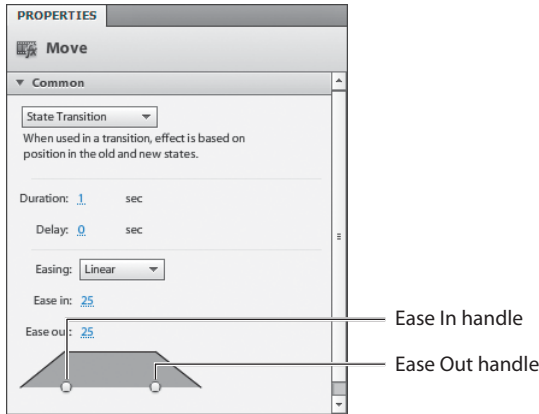 PROPERTIES
Move
Common
State Transition
When used in a transition, effect is based on
position in the old and new states.
Duration: 1 sec
Delay: 0 sec
Easing: Linear
Ease in: 25
Ease out: 25
Ease In handle
Ease Out handle